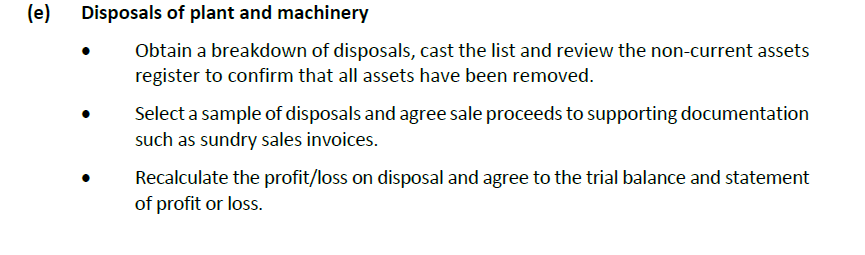 (e) Disposals of plant and machinery
• Obtain a breakdown of disposals, cast the list and review the non-current assets
register to confirm that all assets have been removed.
• Select a sample of disposals and agree sale proceeds to supporting documentation
such as sundry sales invoices.
• Recalculate the profit/loss on disposal and agree to the trial balance and statement
of profit or loss.